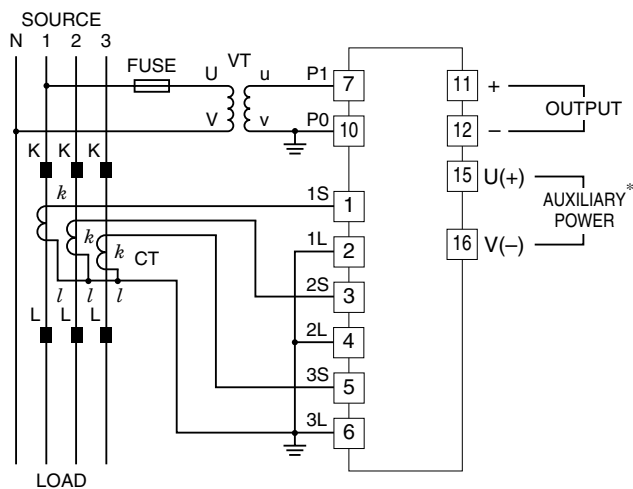 SOURCE
N 1 2 3
FUSE
U
VT
u
P1
7
11
+
OUTPUT
V
v
P0
10
12
−
K K K
15
U(+)
AUXILIARY*
POWER
16
V(−)
k
1S
1
k
1L
2
k
CT
2S
3
l l l
L L L
2L
4
3S
5
3L
6
LOAD